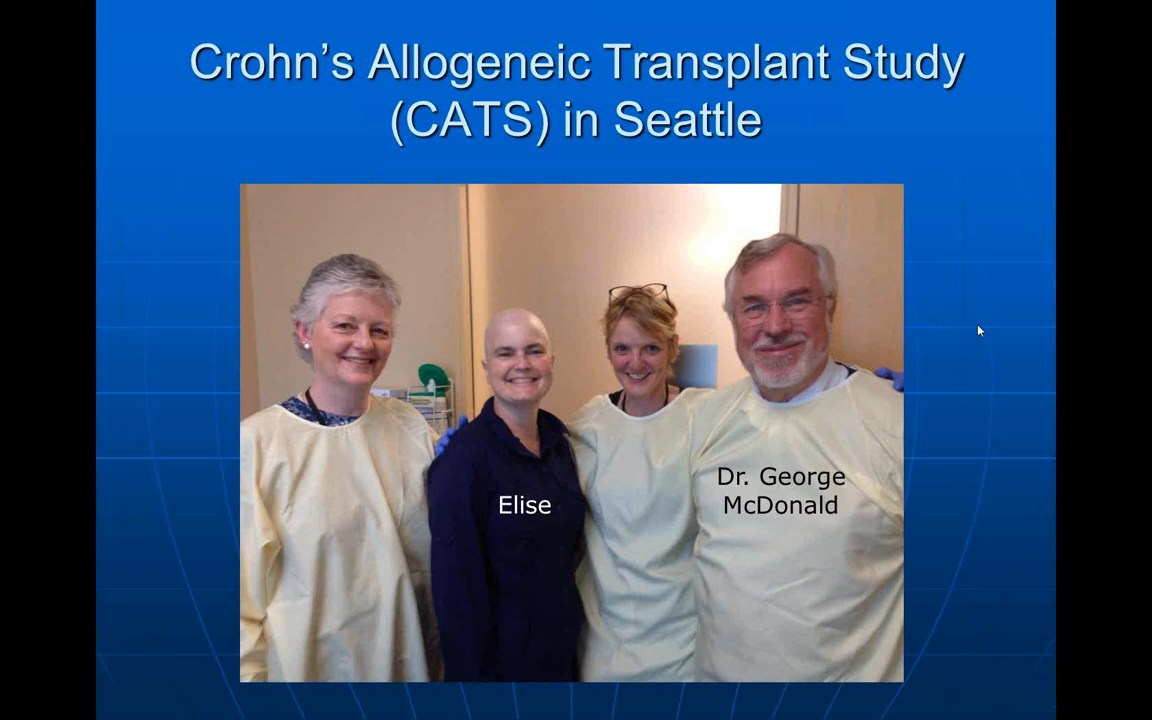 Crohn’s Allogeneic Transplant Study
(CATS) in Seattle
Elise
Dr. George
McDonald